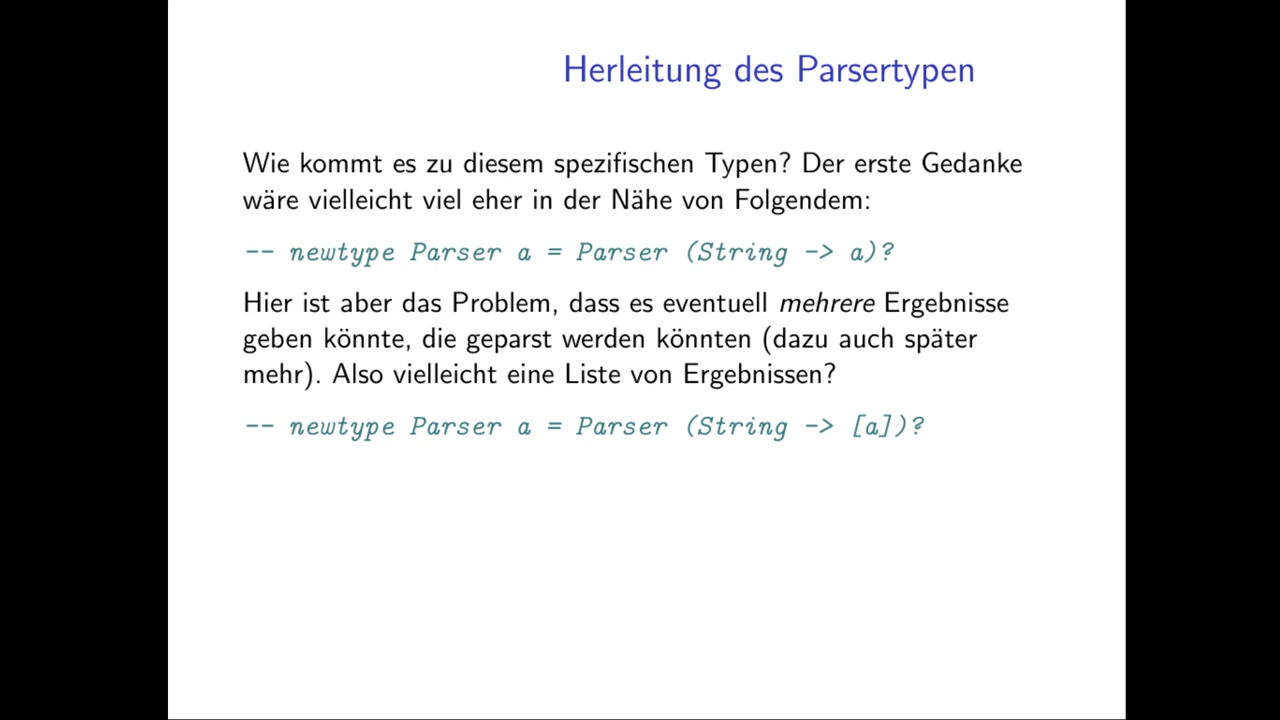 Herleitung des Parsertypen
Wie kommt es zu diesem spezifischen Typen? Der erste Gedanke
wäre vielleicht viel eher in der Nähe von Folgendem:
-- newtype Parser a = Parser (String -> a)?
Hier ist aber das Problem, dass es eventuell mehrere Ergebnisse
geben könnte, die geparst werden könnten (dazu auch später
mehr). Also vielleicht eine Liste von Ergebnissen?
-- newtype Parser a = Parser (String -> [a])?